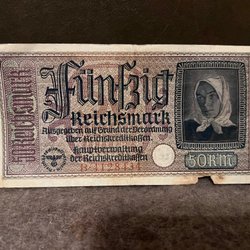 Fünfzig
Reichsmark
Ausgegeben auf Grund der Verordnung
über Reichskreditkassen
Hauptverwaltung
der Reichskreditkassen
50 Rm